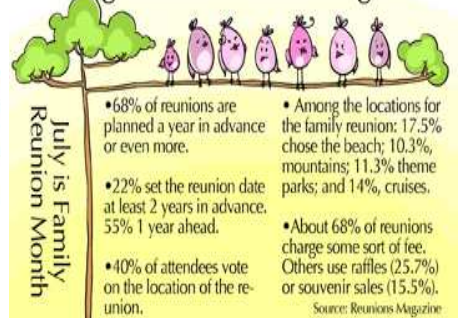 July is Family
Reunion Month
•68% of reunions are
planned a year in advance
or even more.
•22% set the reunion date
at least 2 years in advance.
55% 1 year ahead.
•40% of attendees vote
on the location of the re-
union.
• Among the locations for
the family reunion: 17.5%
chose the beach; 10.3%,
mountains; 11.3% theme
parks; and 14%, cruises.
•About 68% of reunions
charge some sort of fee.
Others use raffles (25.7%)
or souvenir sales (15.5%).
Source: Reunions Magazine